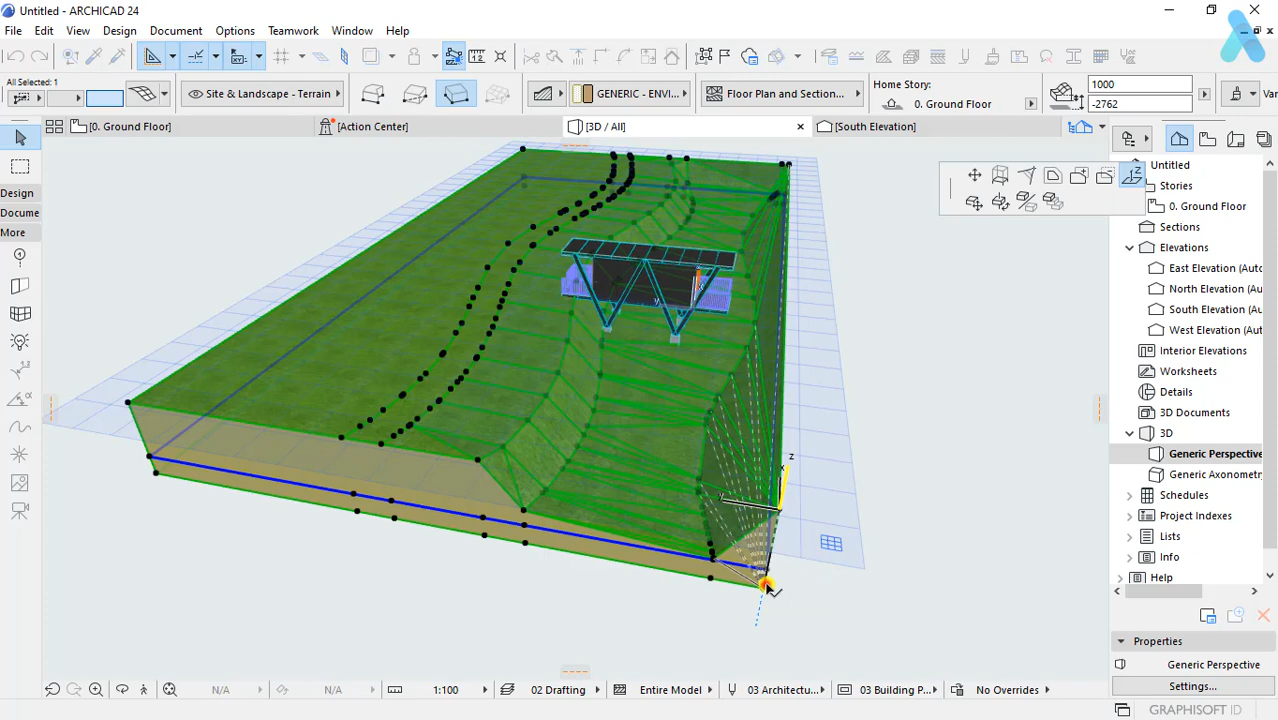 Untitled - ARCHICAD 24
File Edit View Design Document Options Teamwork Window Help
All Selected: 1
Site & Landscape - Terrain
GENERIC - ENVI...
Floor Plan and Section...
Home Story:
0. Ground Floor
1000
-2762
Var
[0. Ground Floor]
[Action Center]
[3D / All]
[South Elevation]
Design
Docume
More
Untitled
Stories
0. Ground Floor
Sections
Elevations
East Elevation (Auto
North Elevation (Aut
South Elevation (Aut
West Elevation (Aut
Interior Elevations
Worksheets
Details
3D Documents
3D
Generic Perspective
Generic Axonometr
Schedules
Project Indexes
Lists
Info
Help
z
x
y
y
Properties
Generic Perspective
Settings...
N/A
N/A
1:100
02 Drafting
Entire Model
03 Architectu...
03 Building P...
No Overrides
GRAPHISOFT ID